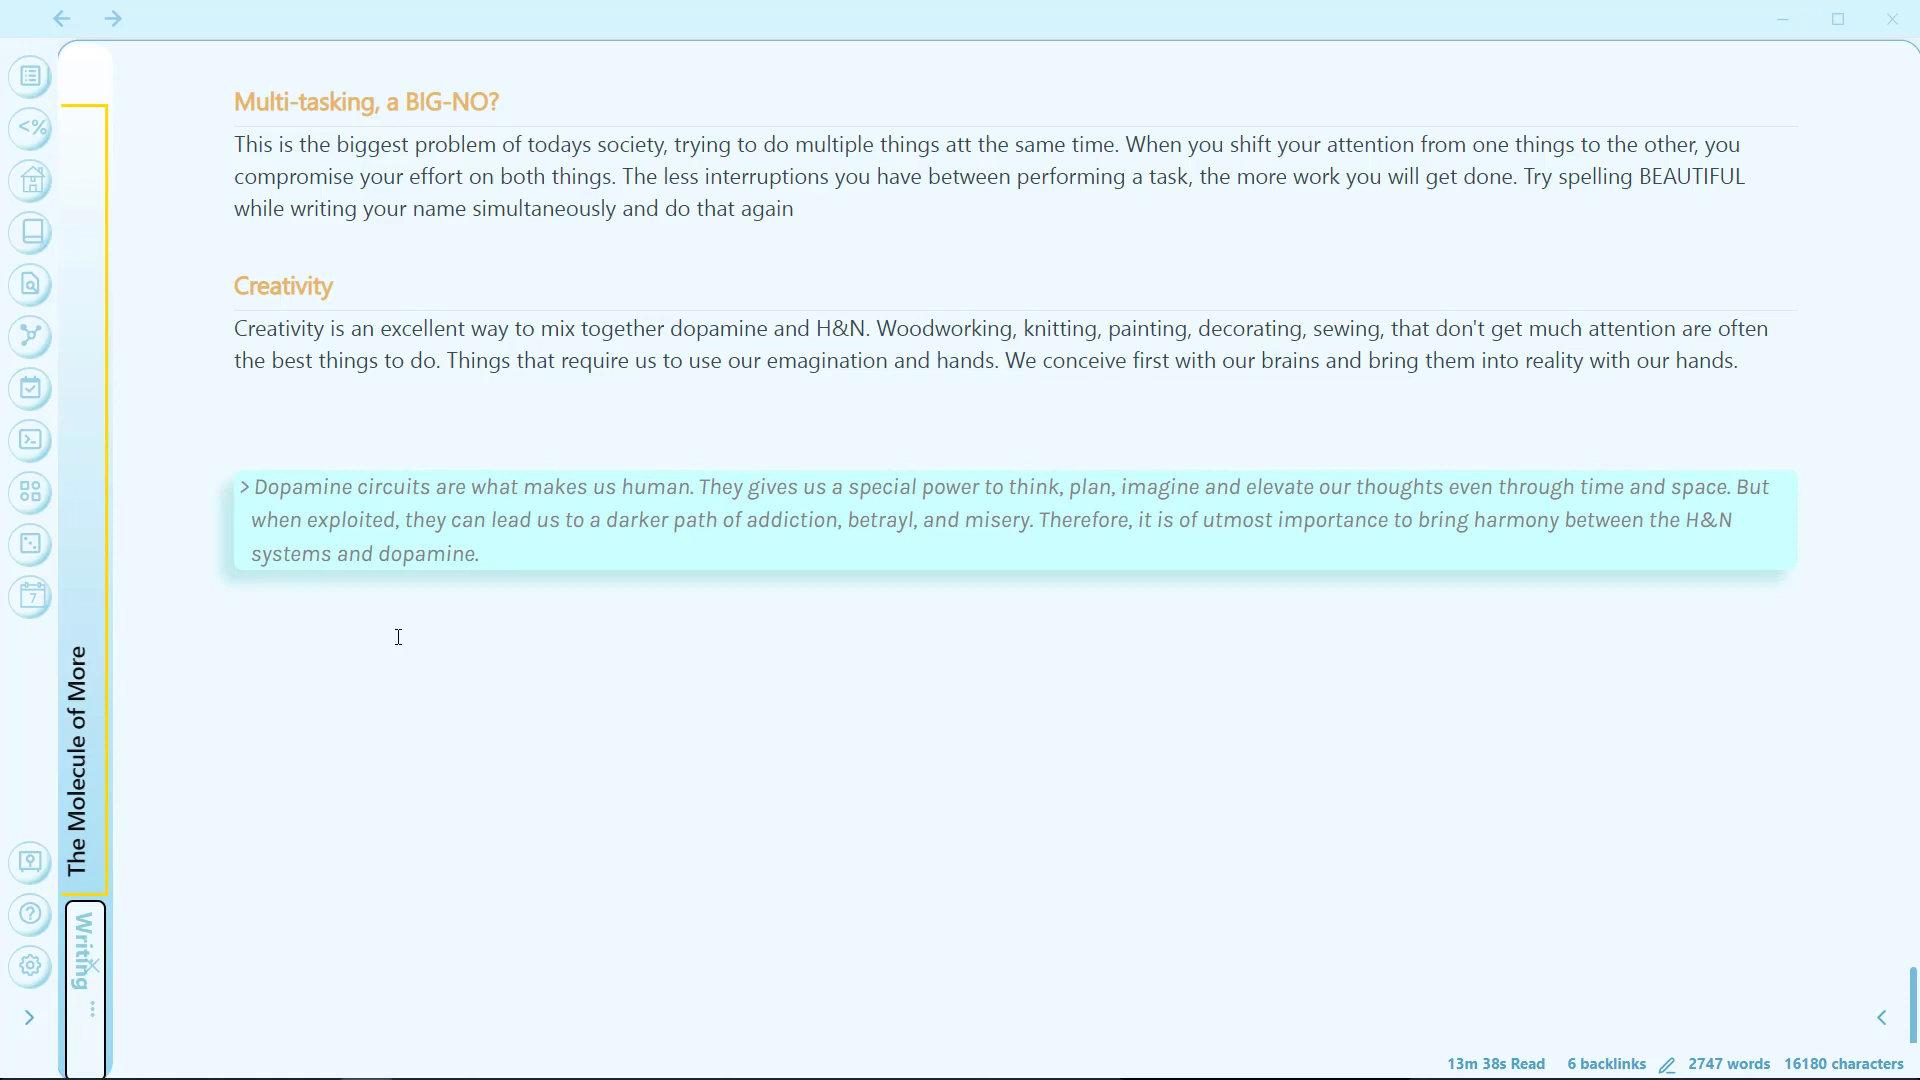 Multi-tasking, a BIG-NO?
This is the biggest problem of todays society, trying to do multiple things att the same time. When you shift your attention from one things to the other, you
compromise your effort on both things. The less interruptions you have between performing a task, the more work you will get done. Try spelling BEAUTIFUL
while writing your name simultaneously and do that again
Creativity
Creativity is an excellent way to mix together dopamine and H&N. Woodworking, knitting, painting, decorating, sewing, that don't get much attention are often
the best things to do. Things that require us to use our emagination and hands. We conceive first with our brains and bring them into reality with our hands.
> Dopamine circuits are what makes us human. They gives us a special power to think, plan, imagine and elevate our thoughts even through time and space. But
when exploited, they can lead us to a darker path of addiction, betrayl, and misery. Therefore, it is of utmost importance to bring harmony between the H&N
systems and dopamine.
The Molecule of More
Writing
<%
7
13m 38s Read 6 backlinks 2747 words 16180 characters